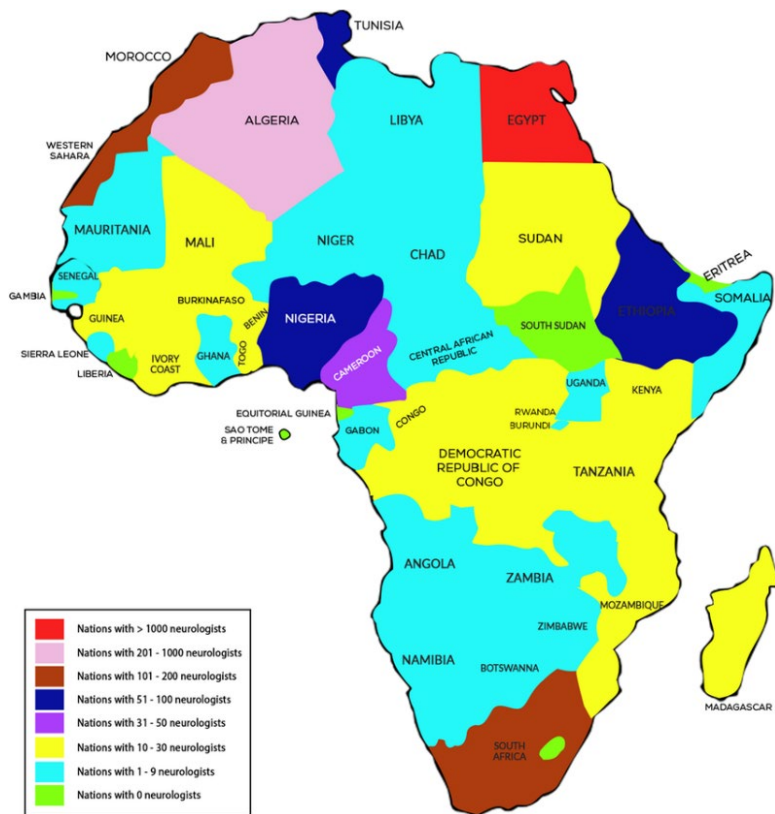 TUNISIA
MOROCCO
ALGERIA
LIBYA
EGYPT
WESTERN
SAHARA
MAURITANIA
MALI
NIGER
CHAD
SUDAN
ERITREA
SENEGAL
GAMBIA
GUINEA
BURKINAFASO
BENIN
NIGERIA
ETHIOPIA
SOMALIA
SIERRA LEONE
LIBERIA
IVORY
COAST
GHANA
TOGO
CAMEROON
CENTRAL AFRICAN
REPUBLIC
SOUTH SUDAN
EQUITORIAL GUINEA
SAO TOME
& PRINCIPE
GABON
CONGO
UGANDA
KENYA
RWANDA
BURUNDI
DEMOCRATIC
REPUBLIC OF
CONGO
TANZANIA
ANGOLA
ZAMBIA
MOZAMBIQUE
ZIMBABWE
NAMIBIA
BOTSWANNA
MADAGASCAR
SOUTH
AFRICA
Nations with > 1000 neurologists
Nations with 201 - 1000 neurologists
Nations with 101 - 200 neurologists
Nations with 51 - 100 neurologists
Nations with 31 - 50 neurologists
Nations with 10 - 30 neurologists
Nations with 1 - 9 neurologists
Nations with 0 neurologists